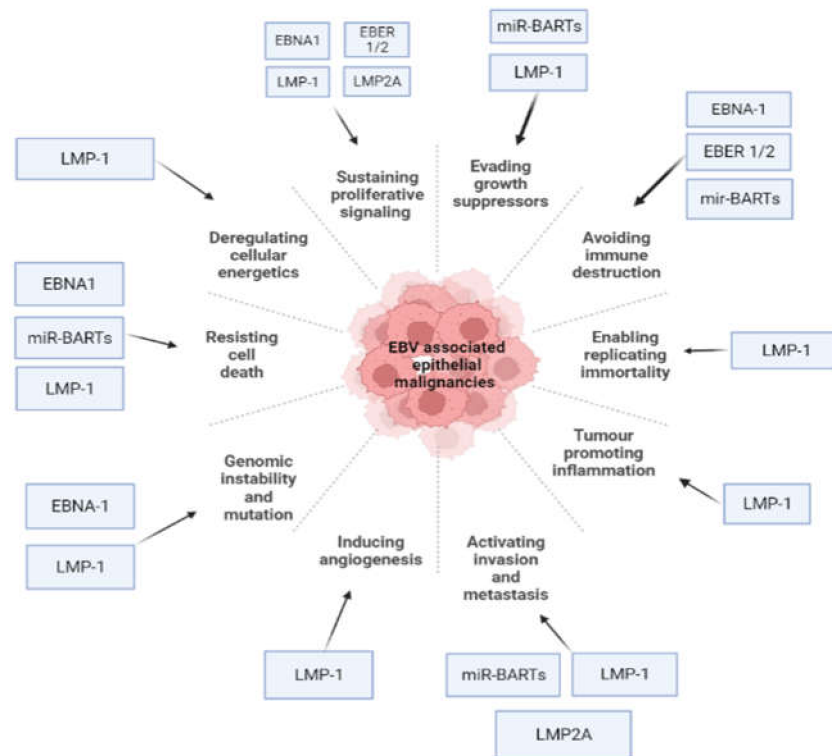 EBNA1
EBER
1/2
LMP-1
LMP2A
Sustaining
proliferative
signaling
miR-BARTs
LMP-1
Evading
growth
suppressors
EBNA-1
EBER 1/2
mir-BARTs
Avoiding
immune
destruction
LMP-1
Enabling
replicating
immortality
LMP-1
Tumour
promoting
inflammation
Activating
invasion
and
metastasis
miR-BARTs
LMP-1
LMP2A
Inducing
angiogenesis
LMP-1
Genomic
instability
and
mutation
EBNA-1
LMP-1
Resisting
cell
death
EBNA1
miR-BARTs
LMP-1
LMP-1
Deregulating
cellular
energetics
EBV associated
epithelial
malignancies